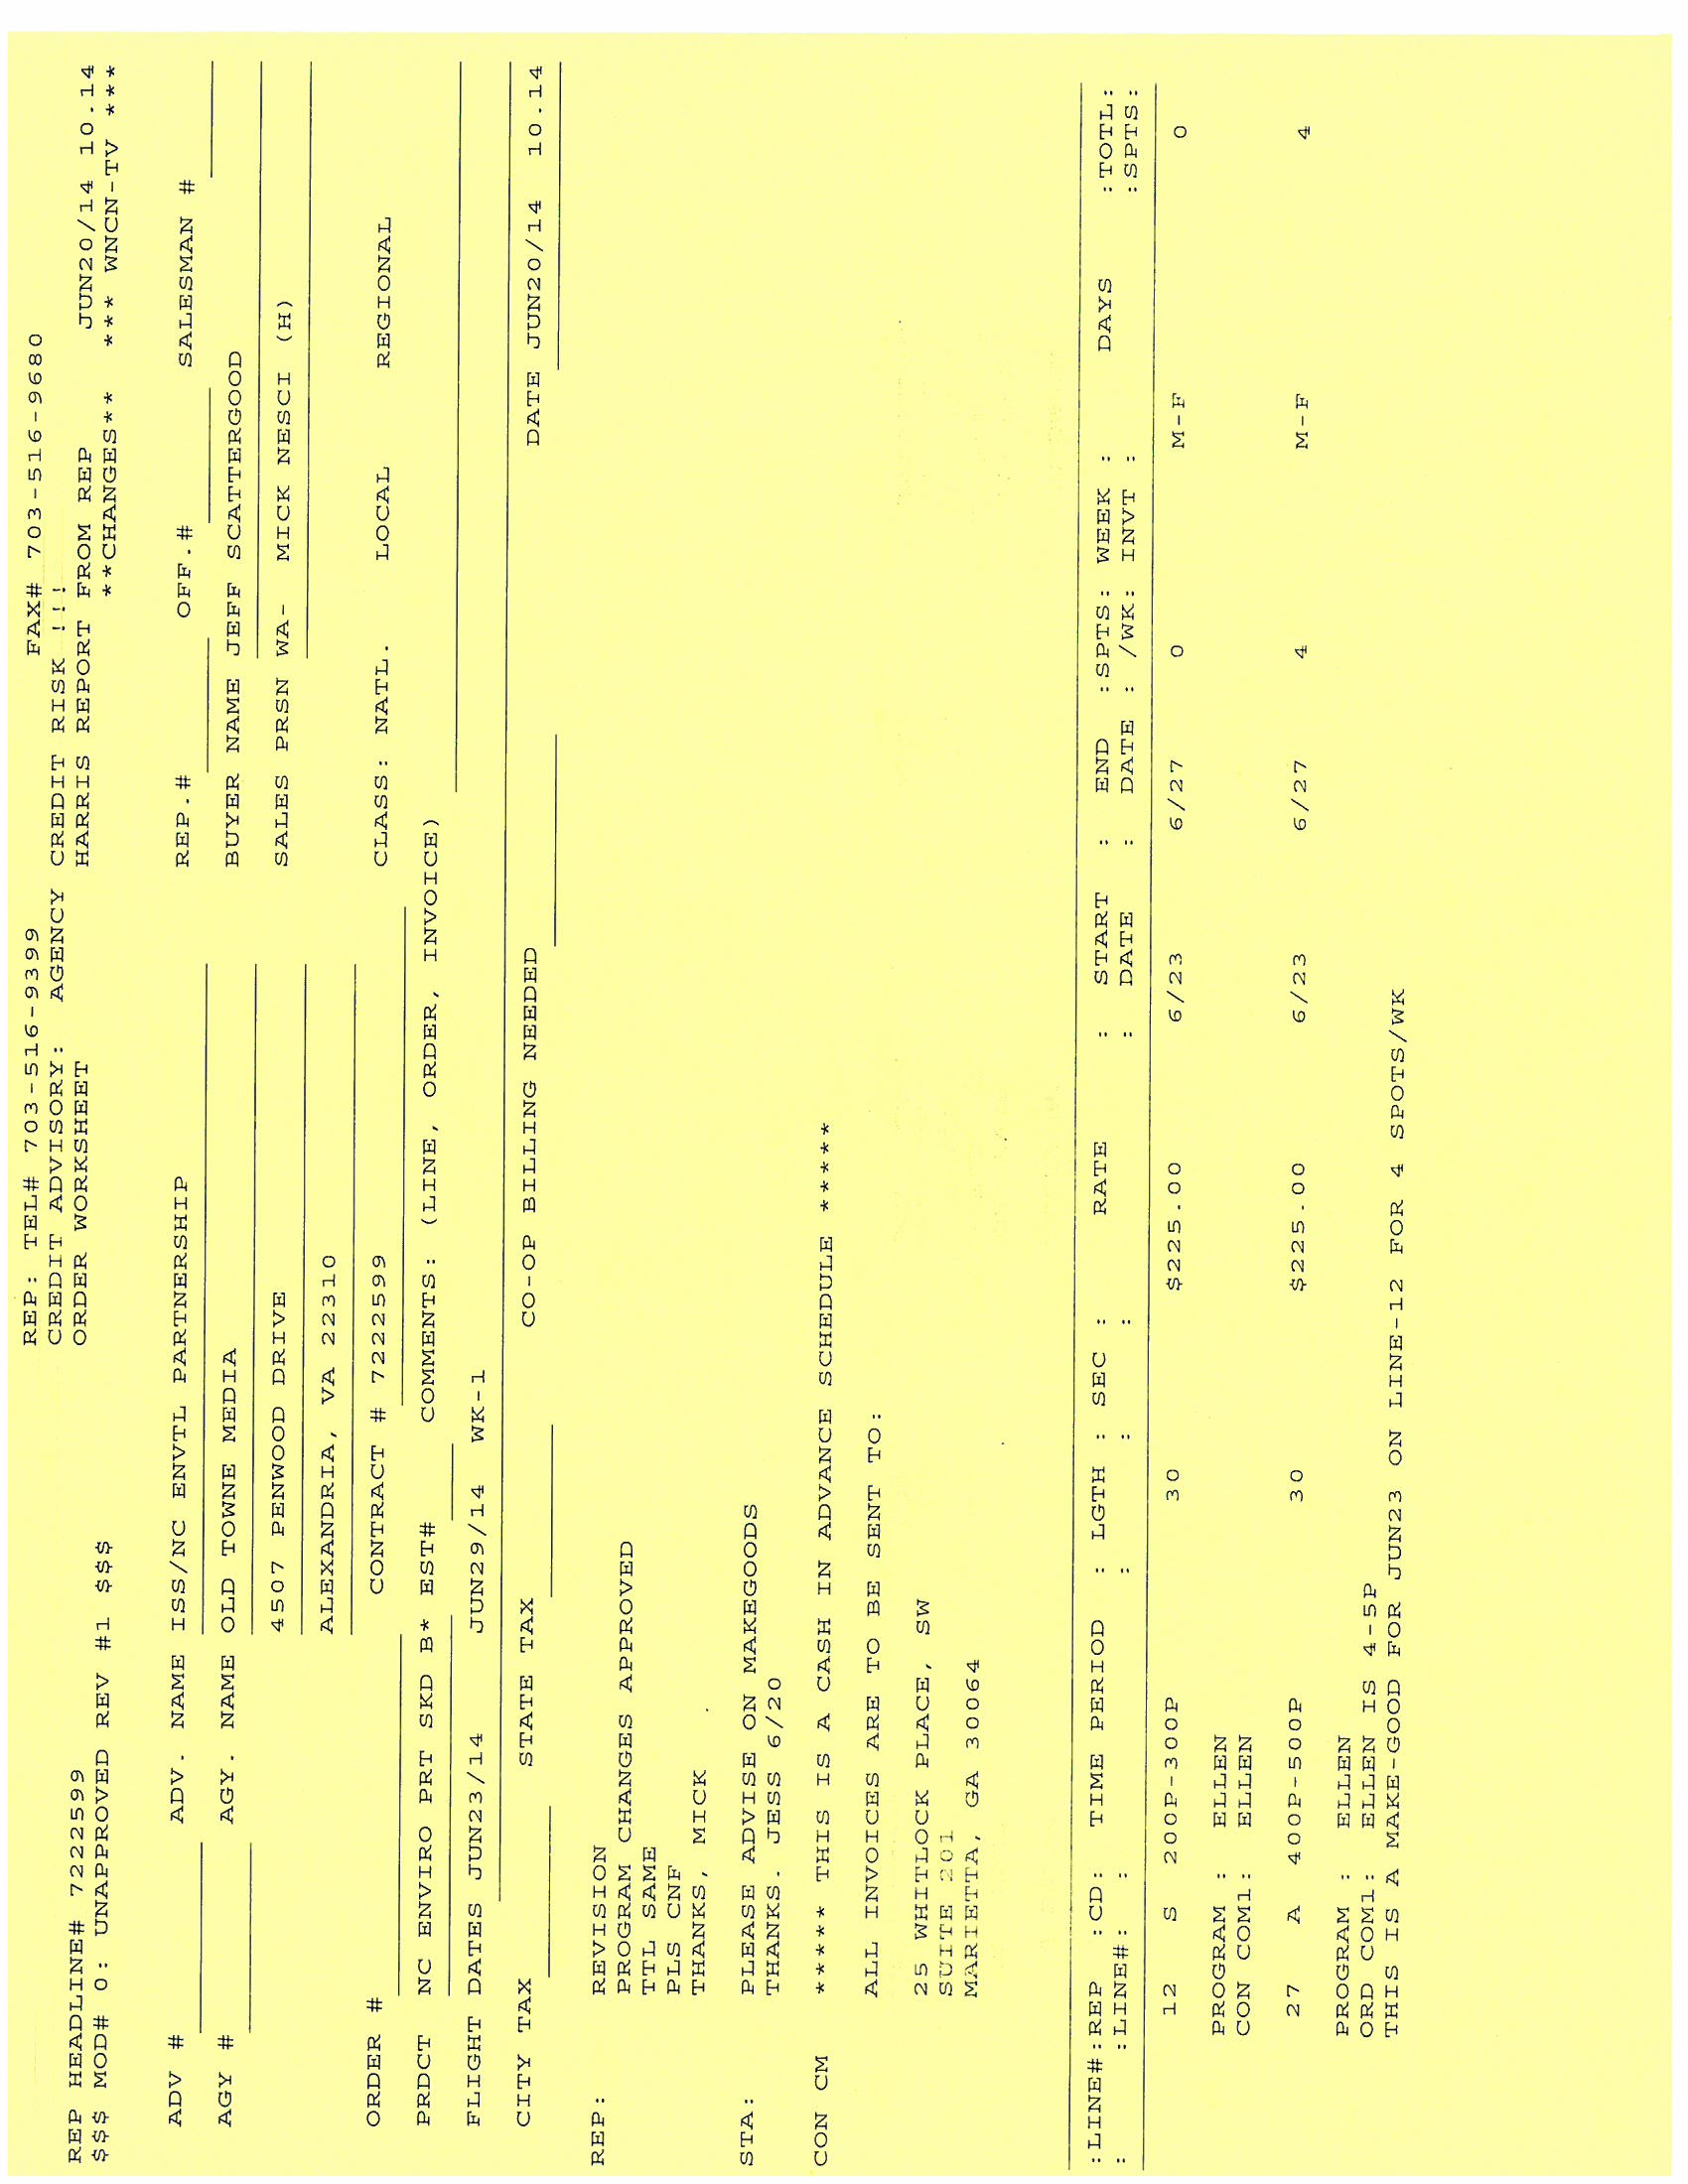 REP: TEL# 703-516-9399 FAX# 703-516-9680
CREDIT ADVISORY: AGENCY CREDIT RISK !!!
REP HEADLINE# 7222599 ORDER WORKSHEET HARRIS REPORT FROM REP JUN20/14 10.14
$$$ MOD# 0: UNAPPROVED REV #1 $$$ **CHANGES** *** WNCN-TV ***
ADV # ADV. NAME ISS/NC ENVTL PARTNERSHIP REP.# OFF.# SALESMAN #
AGY # AGY. NAME OLD TOWNE MEDIA BUYER NAME JEFF SCATTERGOOD
4507 PENWOOD DRIVE SALES PRSN WA- MICK NESCI (H)
ALEXANDRIA, VA 22310
ORDER # CONTRACT # 7222599 CLASS: NATL. LOCAL REGIONAL
PRDCT NC ENVIRO PRT SKD B* EST# COMMENTS: (LINE, ORDER, INVOICE)
FLIGHT DATES JUN23/14 JUN29/14 WK-1
CITY TAX STATE TAX CO-OP BILLING NEEDED DATE JUN20/14 10.14
REP: REVISION
PROGRAM CHANGES APPROVED
TTL SAME
PLS CNF
THANKS, MICK
STA: PLEASE ADVISE ON MAKEGOODS
THANKS. JESS 6/20
CON CM ***** THIS IS A CASH IN ADVANCE SCHEDULE *****
ALL INVOICES ARE TO BE SENT TO:
25 WHITLOCK PLACE, SW
SUITE 201
MARIETTA, GA 30064
:LINE#:REP :CD: TIME PERIOD : LGTH : SEC : RATE : START : END :SPTS: WEEK : DAYS :TOTL:
: :LINE#: : : : : : DATE : DATE : /WK: INVT : :SPTS:
12 S 200P-300P 30 $225.00 6/23 6/27 0 M-F 0
PROGRAM : ELLEN
CON COM1: ELLEN
27 A 400P-500P 30 $225.00 6/23 6/27 4 M-F 4
PROGRAM : ELLEN
ORD COM1: ELLEN IS 4-5P
THIS IS A MAKE-GOOD FOR JUN23 ON LINE-12 FOR 4 SPOTS/WK